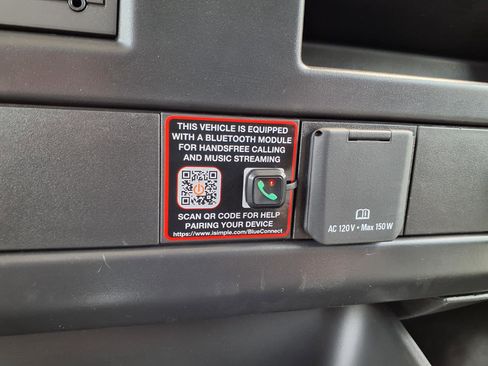 THIS VEHICLE IS EQUIPPED
WITH A BLUETOOTH MODULE
FOR HANDSFREE CALLING
AND MUSIC STREAMING
SCAN QR CODE FOR HELP
PAIRING YOUR DEVICE
https://www.isimple.com/BlueConnect
AC 120 V • Max 150 W